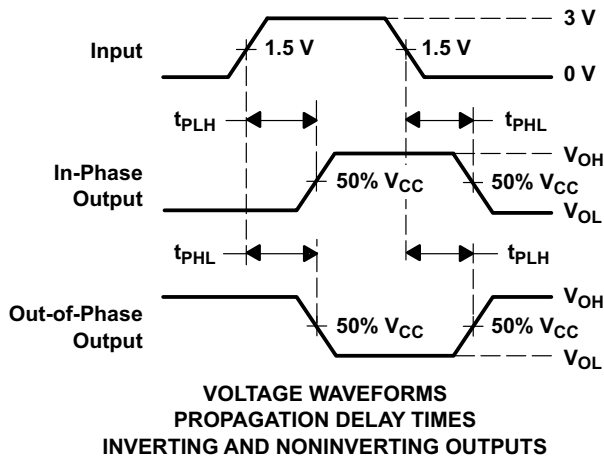 3 V
Input
1.5 V
1.5 V
0 V
tPLH
tPHL
VOH
In-Phase
Output
50% VCC
50% VCC
VOL
tPHL
tPLH
VOH
Out-of-Phase
Output
50% VCC
50% VCC
VOL
VOLTAGE WAVEFORMS
PROPAGATION DELAY TIMES
INVERTING AND NONINVERTING OUTPUTS